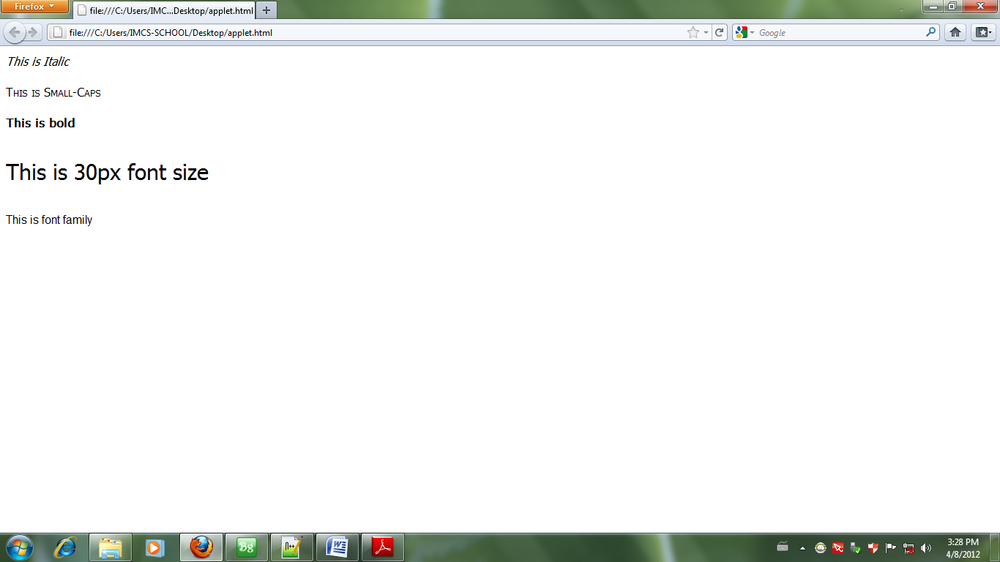 Firefox
file:///C:/Users/IMC...Desktop/applet.html
file:///C:/Users/IMCS-SCHOOL/Desktop/applet.html
Google
This is Italic
This is Small-Caps
This is bold
This is 30px font size
This is font family
Bg
n++
W
3:28 PM
4/8/2012